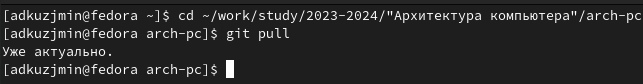 [adkuzjmin@fedora ~]$ cd ~/work/study/2023-2024/"Архитектура компьютера"/arch-pc
[adkuzjmin@fedora arch-pc]$ git pull
Уже актуально.
[adkuzjmin@fedora arch-pc]$